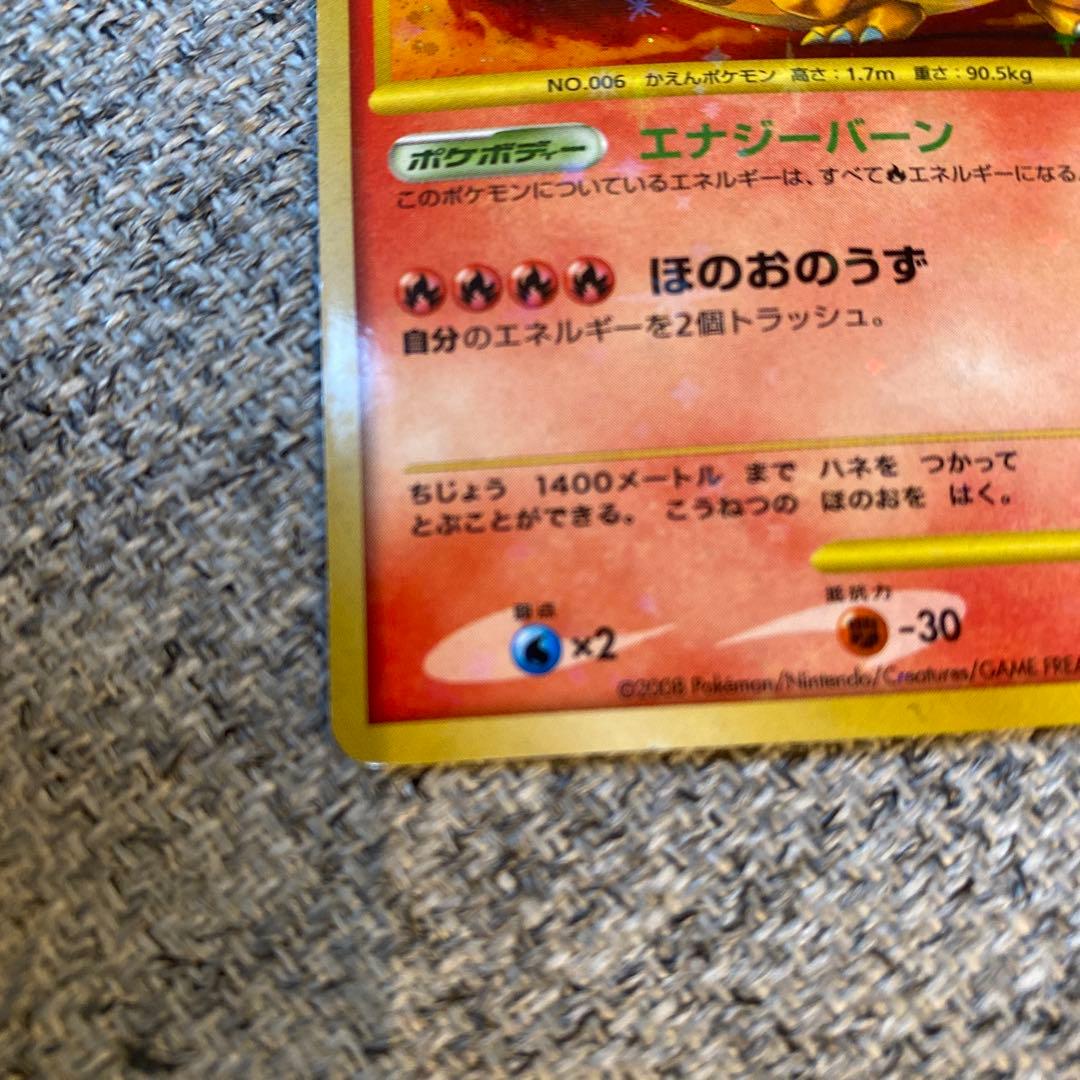 NO.006 かえんポケモン 高さ：1.7m 重さ：90.5kg
ポケボディー エナジーバーン
このポケモンについているエネルギーは、すべて🔥エネルギーになる。
ほのおのうず
自分のエネルギーを2個トラッシュ。
ちじょう 1400メートル まで ハネを つかって
とぶことができる。 こうねつの ほのおを はく。
弱点 抵抗力
×2 -30
©2008 Pokémon/Nintendo/Creatures/GAME FREA